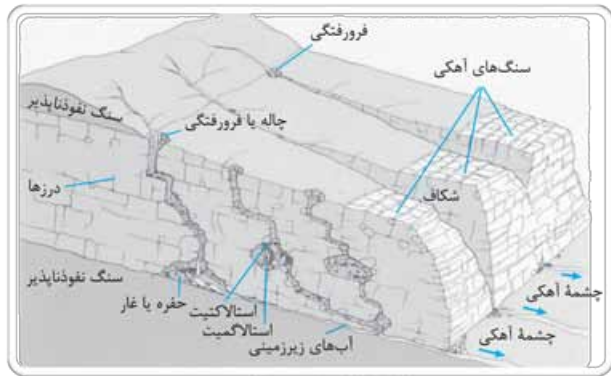 فرورفتگی
سنگ‌های آهکی
سنگ نفوذناپذیر
چاله یا فرورفتگی
درزها
شکاف
سنگ نفوذناپذیر
حفره یا غار
استالاکتیت
استالاگمیت
آب‌های زیرزمینی
چشمهٔ آهکی
چشمهٔ آهکی